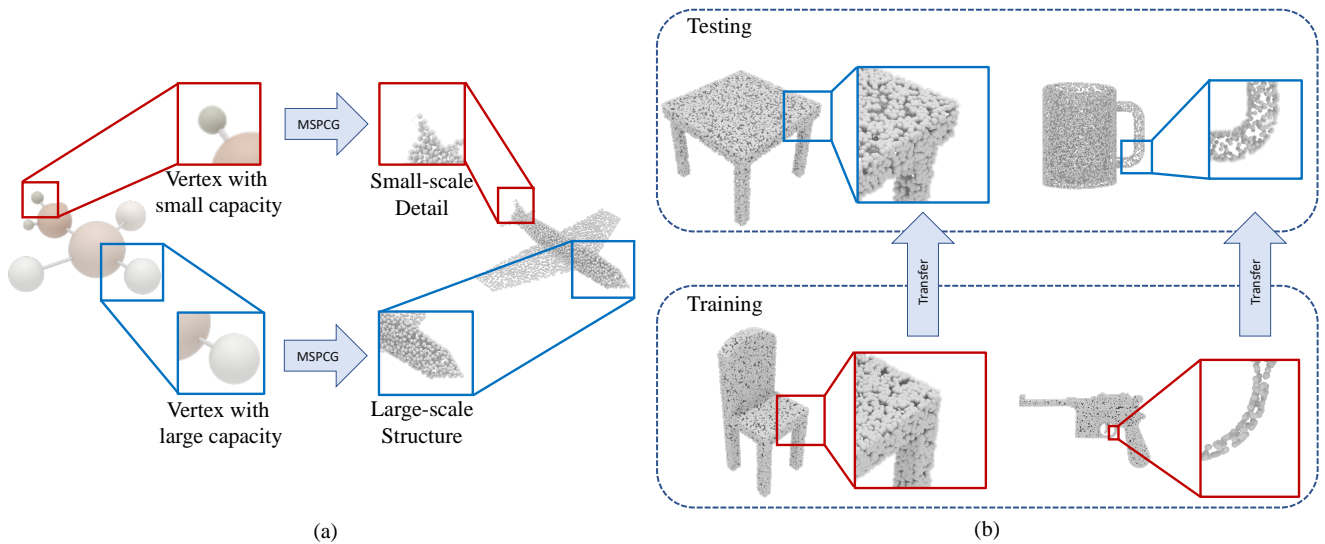 MSPCG
Vertex with
small capacity
Small-scale
Detail
MSPCG
Vertex with
large capacity
Large-scale
Structure
(a)
Testing
Transfer
Transfer
Training
(b)